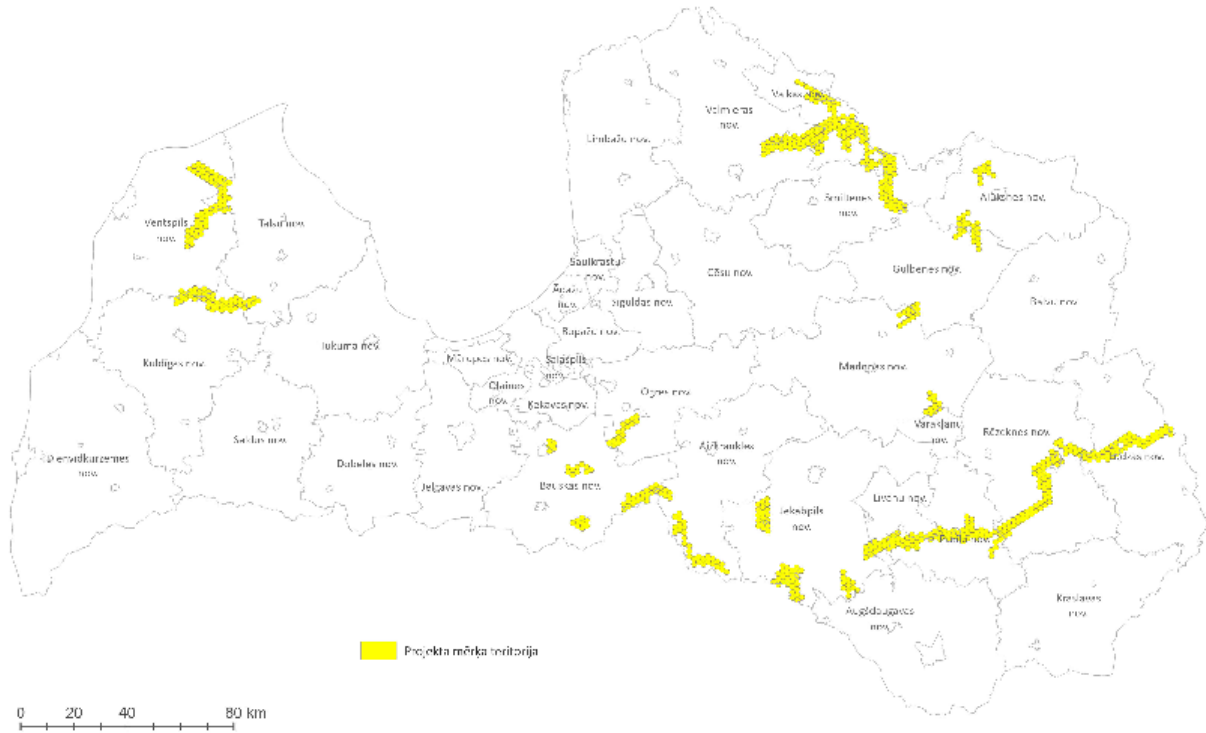 Valkas nov.
Valmieras
nov.
Limbažu nov.
Smiltenes
nov.
Alūksnes nov.
Ventspils
nov.
Talsu nov.
Saulkrastu
nov.
Cēsu nov.
Gulbenes nov.
Balvu nov.
Ādažu
nov.
Siguldas nov.
Ropažu nov.
Tukuma nov.
Mārupes nov.
Salaspils
nov.
Kuldīgas nov.
Madonas nov.
Olaines
nov.
Ķekavas nov.
Ogres nov.
Varakļānu
nov.
Rēzeknes nov.
Saldus nov.
Aizkraukles
nov.
Dienvidkurzemes
nov.
Dobeles nov.
Ludzas nov.
Jelgavas nov.
Bauskas nov.
Līvānu nov.
Jēkabpils
nov.
Preiļu nov.
Augšdaugavas
nov.
Krāslavas
nov.
Projekta mērķa teritorija
0 20 40 80 km